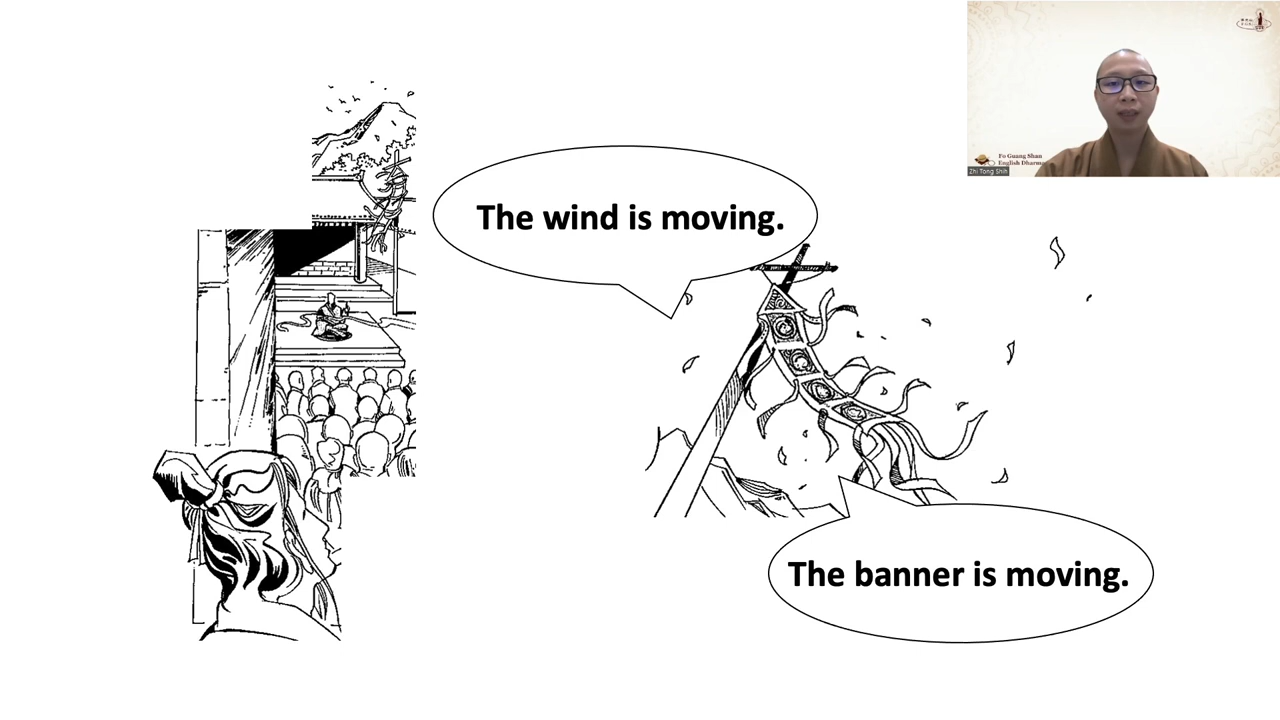 The wind is moving.
The banner is moving.
Fo Guang Shan
English Dharma
Zhi Tong Shih